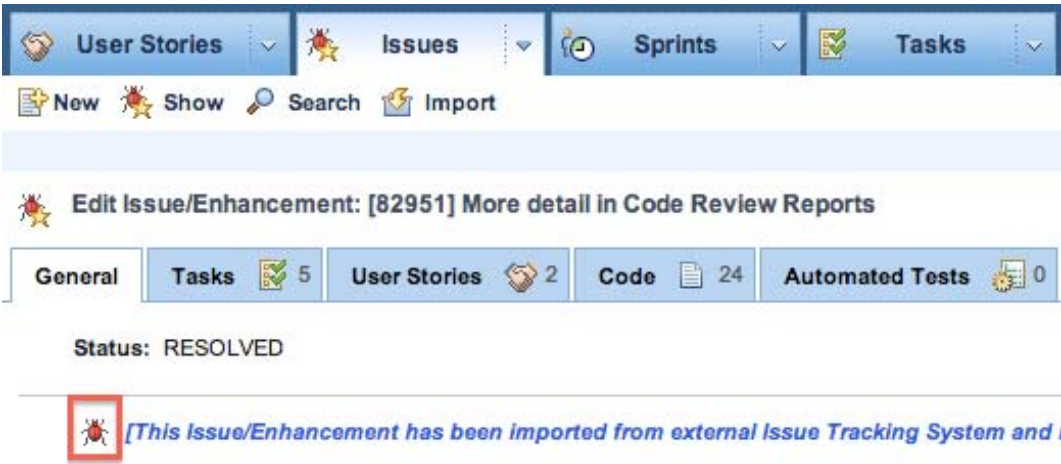 User Stories Issues Sprints Tasks
New Show Search Import
Edit Issue/Enhancement: [82951] More detail in Code Review Reports
General Tasks 5 User Stories 2 Code 24 Automated Tests 0
Status: RESOLVED
[This Issue/Enhancement has been imported from external Issue Tracking System and